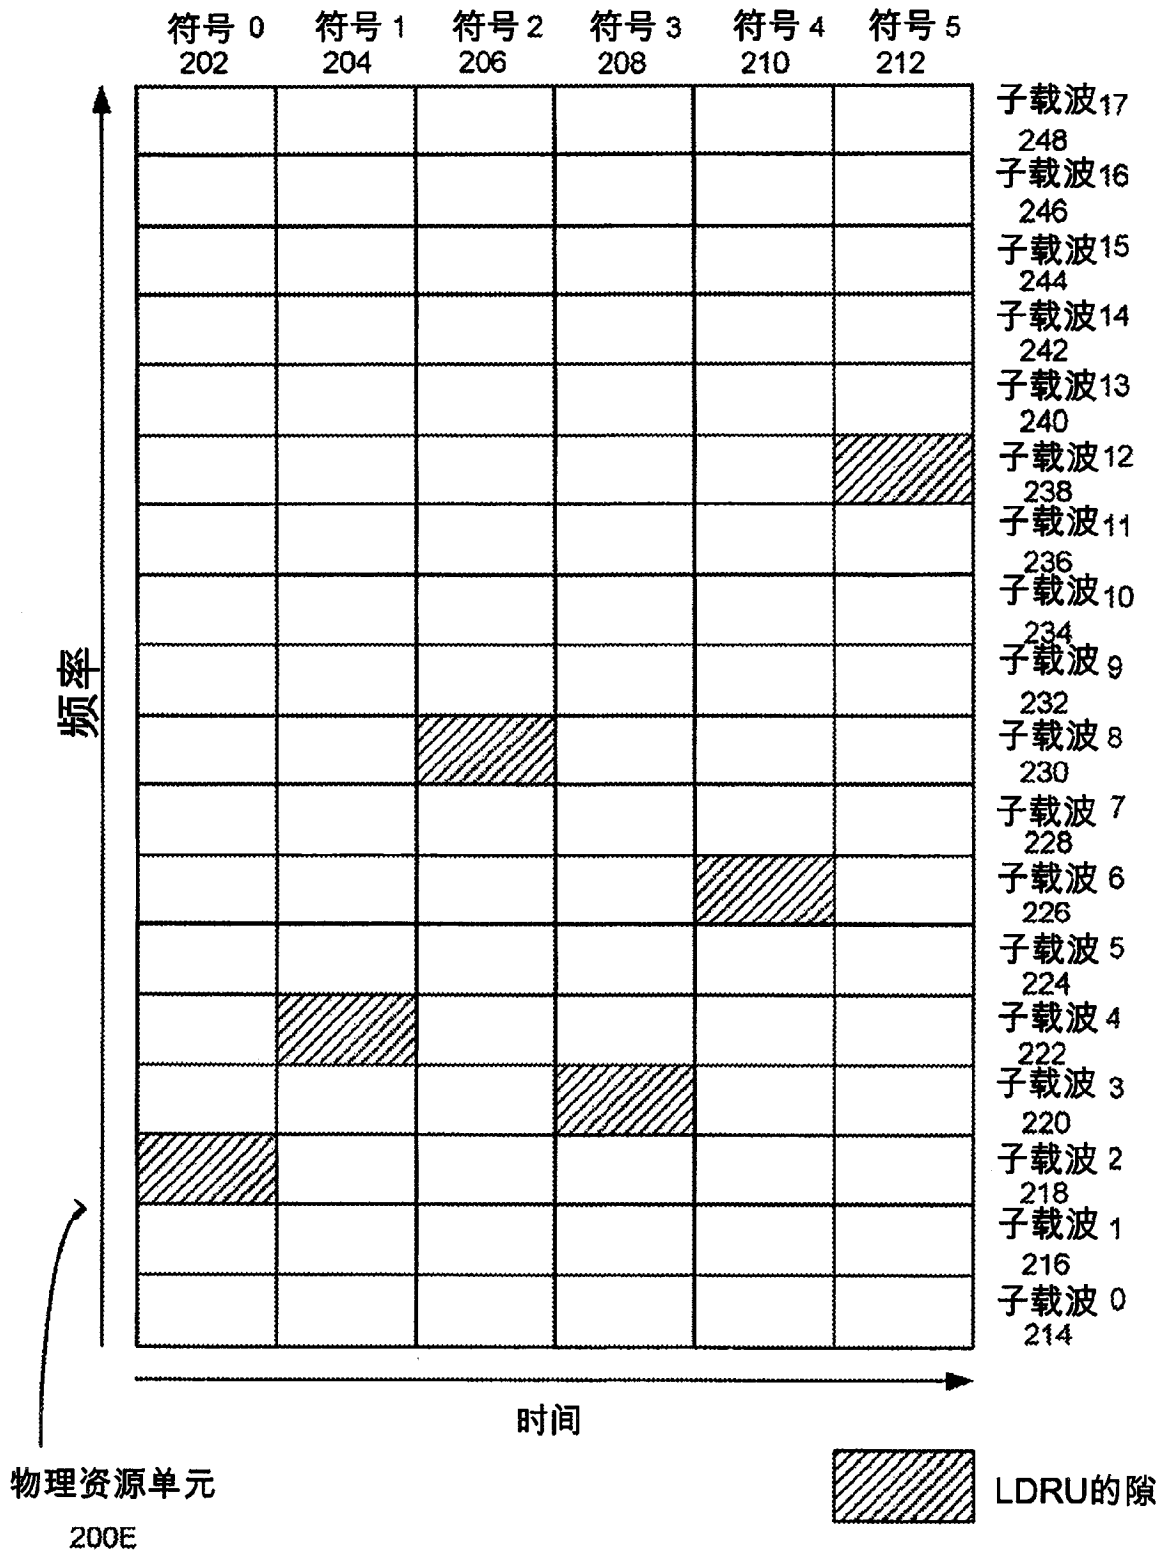 符号 0 符号 1 符号 2 符号 3 符号 4 符号 5
202 204 206 208 210 212
子载波17
248
子载波16
246
子载波15
244
子载波14
242
子载波13
240
子载波12
238
子载波11
236
子载波10
234
子载波 9
232
子载波 8
230
子载波 7
228
子载波 6
226
子载波 5
224
子载波 4
222
子载波 3
220
子载波 2
218
子载波 1
216
子载波 0
214
频率
时间
物理资源单元
200E
LDRU的隙